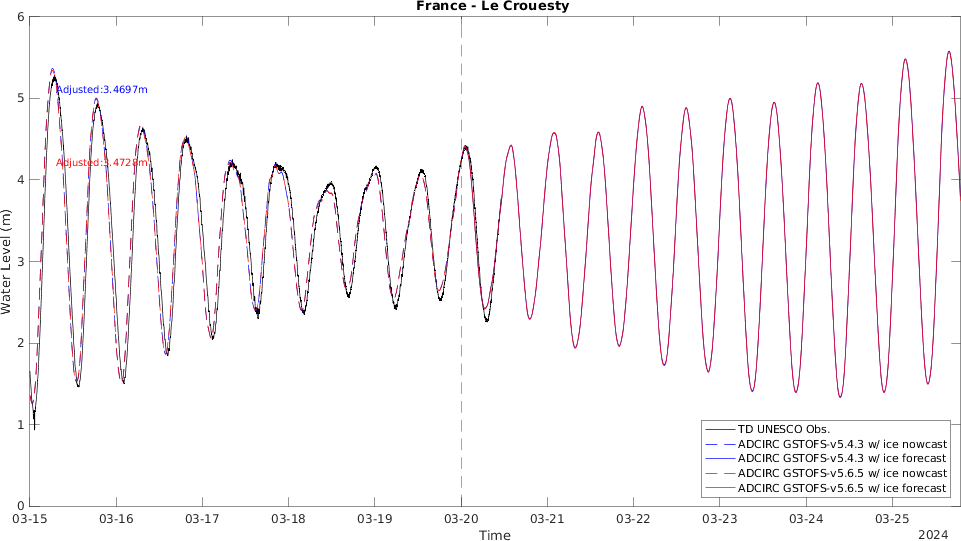 France - Le Crouesty
6
5
4
3
2
1
0
Water Level (m)
Adjusted:3.4697m
Adjusted:3.4728m
TD UNESCO Obs.
ADCIRC GSTOFS-v5.4.3 w/ ice nowcast
ADCIRC GSTOFS-v5.4.3 w/ ice forecast
ADCIRC GSTOFS-v5.6.5 w/ ice nowcast
ADCIRC GSTOFS-v5.6.5 w/ ice forecast
03-15 03-16 03-17 03-18 03-19 03-20 03-21 03-22 03-23 03-24 03-25
Time
2024